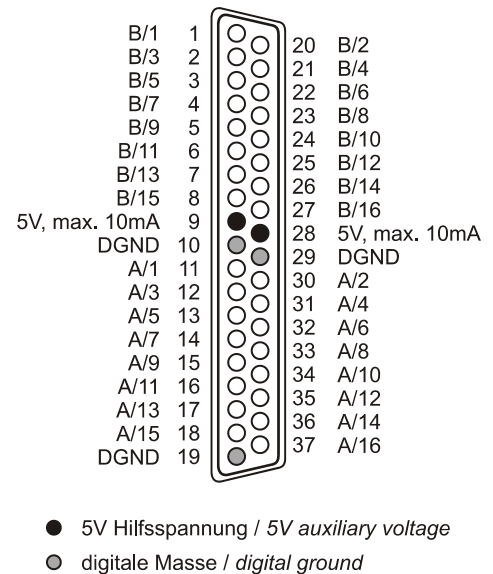 B/1 1
20 B/2
B/3 2
21 B/4
B/5 3
22 B/6
B/7 4
23 B/8
B/9 5
24 B/10
B/11 6
25 B/12
B/13 7
26 B/14
B/15 8
27 B/16
5V, max. 10mA 9
28 5V, max. 10mA
DGND 10
29 DGND
A/1 11
30 A/2
A/3 12
31 A/4
A/5 13
32 A/6
A/7 14
33 A/8
A/9 15
34 A/10
A/11 16
35 A/12
A/13 17
36 A/14
A/15 18
37 A/16
DGND 19
5V Hilfsspannung / 5V auxiliary voltage
digitale Masse / digital ground